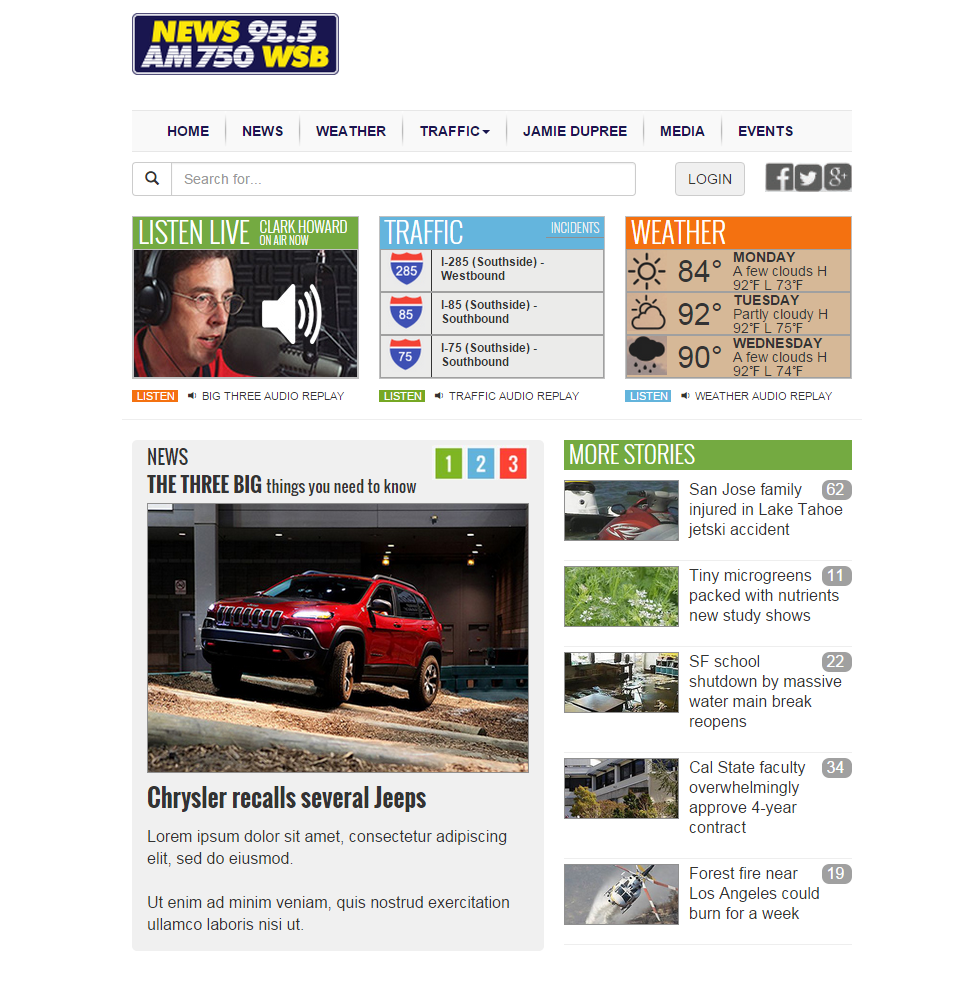 NEWS 95.5
AM 750 WSB
HOME NEWS WEATHER TRAFFIC JAMIE DUPREE MEDIA EVENTS
Search for... LOGIN
LISTEN LIVE CLARK HOWARD
ON AIR NOW
285
I-285 (Southside) -
Westbound
85
I-85 (Southside) -
Southbound
75
I-75 (Southside) -
Southbound
TRAFFIC INCIDENTS
WEATHER
84° MONDAY
A few clouds H
92°F L 73°F
92° TUESDAY
Partly cloudy H
92°F L 75°F
90° WEDNESDAY
A few clouds H
92°F L 74°F
LISTEN BIG THREE AUDIO REPLAY
LISTEN TRAFFIC AUDIO REPLAY
LISTEN WEATHER AUDIO REPLAY
NEWS
THE THREE BIG things you need to know
1 2 3
Chrysler recalls several Jeeps
Lorem ipsum dolor sit amet, consectetur adipiscing
elit, sed do eiusmod.
Ut enim ad minim veniam, quis nostrud exercitation
ullamco laboris nisi ut.
MORE STORIES
San Jose family 62
injured in Lake Tahoe
jetski accident
Tiny microgreens 11
packed with nutrients
new study shows
SF school 22
shutdown by massive
water main break
reopens
Cal State faculty 34
overwhelmingly
approve 4-year
contract
Forest fire near 19
Los Angeles could
burn for a week